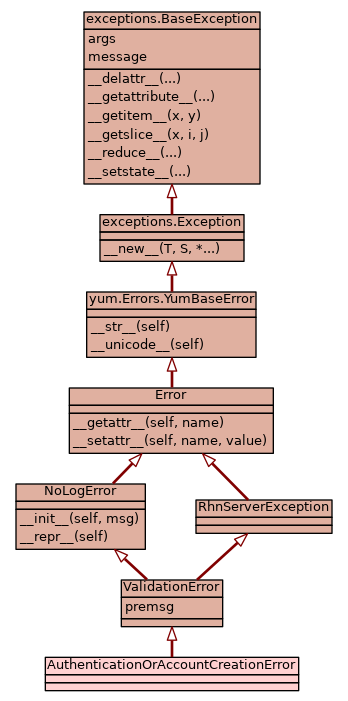 exceptions.BaseException
args
message
__delattr__(...)
__getattribute__(...)
__getitem__(x, y)
__getslice__(x, i, j)
__reduce__(...)
__setstate__(...)
exceptions.Exception
__new__(T, S, *...)
yum.Errors.YumBaseError
__str__(self)
__unicode__(self)
Error
__getattr__(self, name)
__setattr__(self, name, value)
NoLogError
__init__(self, msg)
__repr__(self)
RhnServerException
ValidationError
premsg
AuthenticationOrAccountCreationError